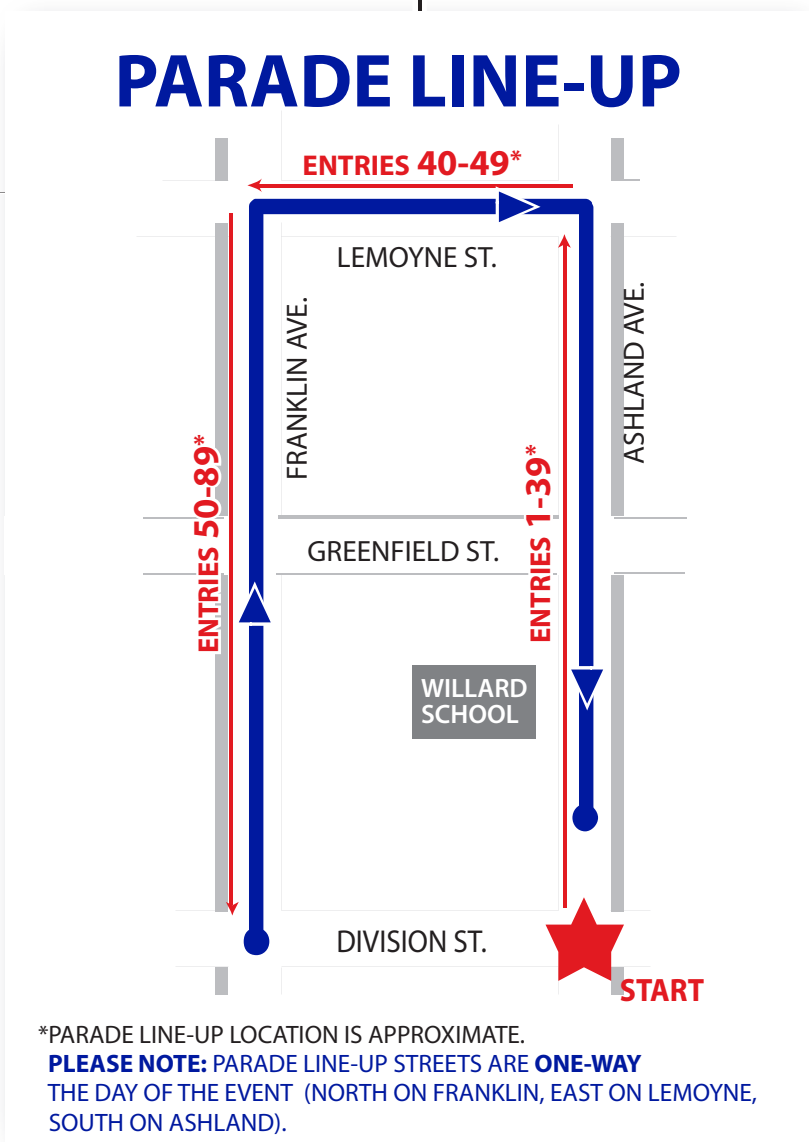 PARADE LINE-UP
ENTRIES 40-49*
LEMOYNE ST.
FRANKLIN AVE.
ASHLAND AVE.
ENTRIES 50-89*
ENTRIES 1-39*
GREENFIELD ST.
WILLARD
SCHOOL
DIVISION ST.
START
*PARADE LINE-UP LOCATION IS APPROXIMATE.
PLEASE NOTE: PARADE LINE-UP STREETS ARE ONE-WAY
THE DAY OF THE EVENT (NORTH ON FRANKLIN, EAST ON LEMOYNE,
SOUTH ON ASHLAND).